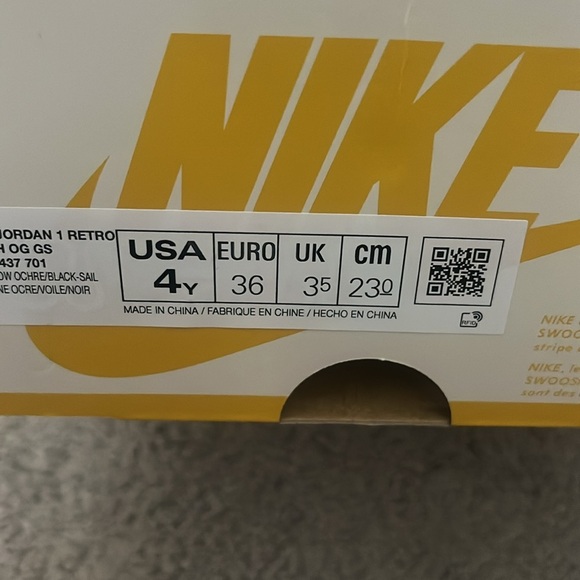 NIKE
JORDAN 1 RETRO
H OG GS
437 701
OW OCHRE/BLACK-SAIL
NE OCRE/VOILE/NOIR
USA EURO UK cm
4Y 36 35 230
MADE IN CHINA / FABRIQUE EN CHINE / HECHO EN CHINA
RFID
NIKE
SWOO
stripe
NIKE, le
SWOOS
sont des